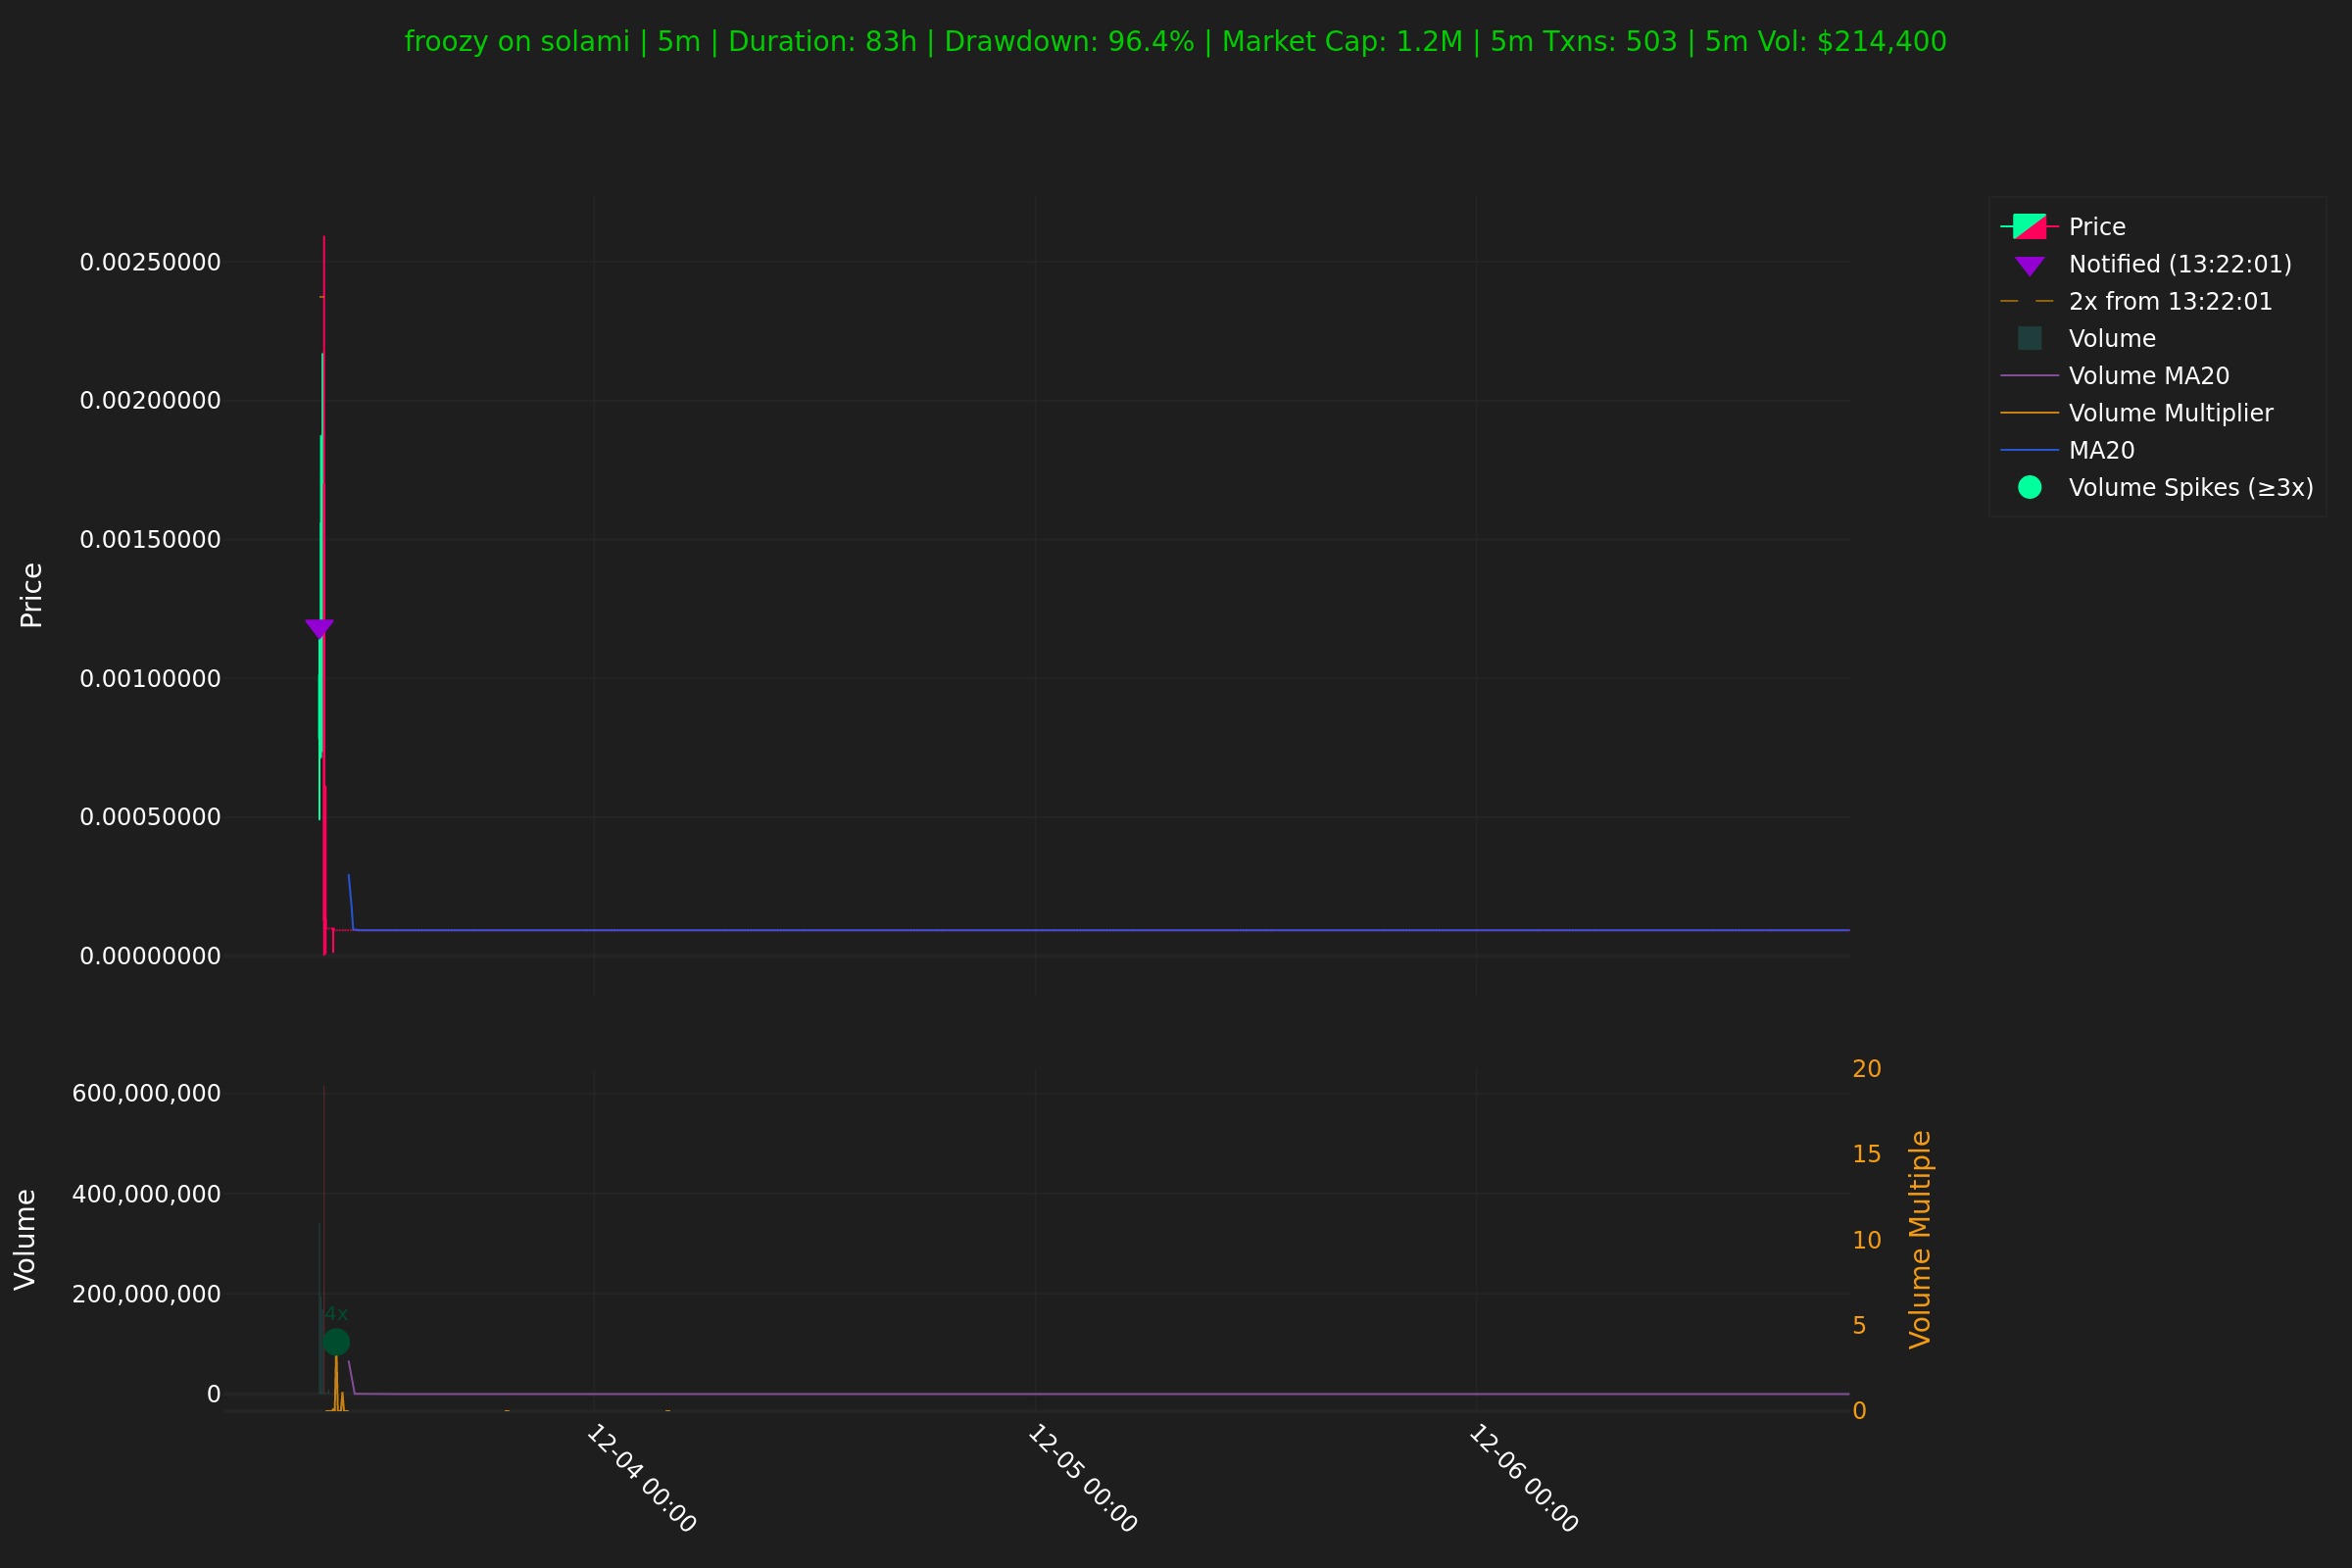 froozy on solami | 5m | Duration: 83h | Drawdown: 96.4% | Market Cap: 1.2M | 5m Txns: 503 | 5m Vol: $214,400
Price
0.00250000
0.00200000
0.00150000
0.00100000
0.00050000
0.00000000
Price
Notified (13:22:01)
2x from 13:22:01
Volume
Volume MA20
Volume Multiplier
MA20
Volume Spikes (≥3x)
Volume
600,000,000
400,000,000
200,000,000
0
4x
20
15
10
5
0
Volume Multiple
12-04 00:00
12-05 00:00
12-06 00:00